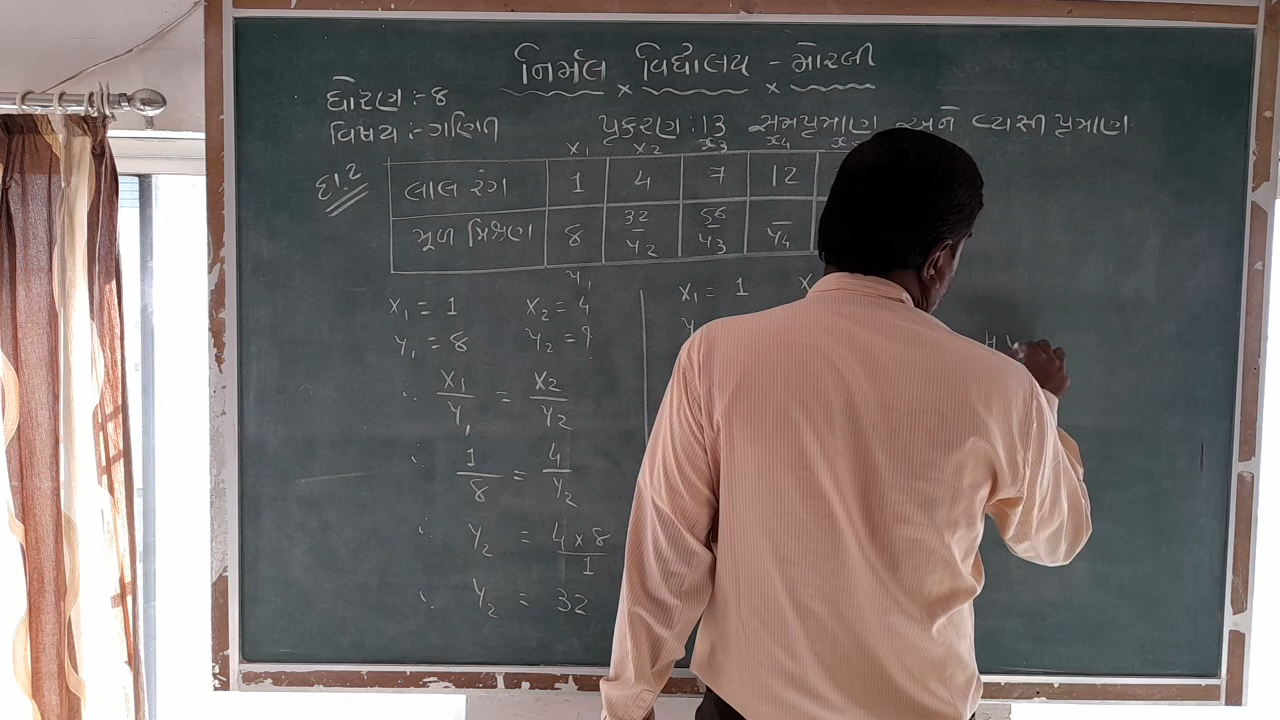 નિર્મલ વિદ્યાલય - મોરબી
ધોરણ :- ૪
વિષય :- ગણિત
પ્રકરણ : 13 સમપ્રમાણ અને વ્યસ્ત પ્રમાણ
દા.2
x₁ x₂ x₃ x₄
લાલ રંગ 1 4 7 12
મૂળ મિશ્રણ 8 32 56
y₂ y₃ y₄
y₁
x₁ = 1 x₂ = 4
y₁ = 8 y₂ = ?
∴ x₁/y₁ = x₂/y₂
∴ 1/8 = 4/y₂
∴ y₂ = 4 x 8/1
∴ y₂ = 32
x₁ = 1